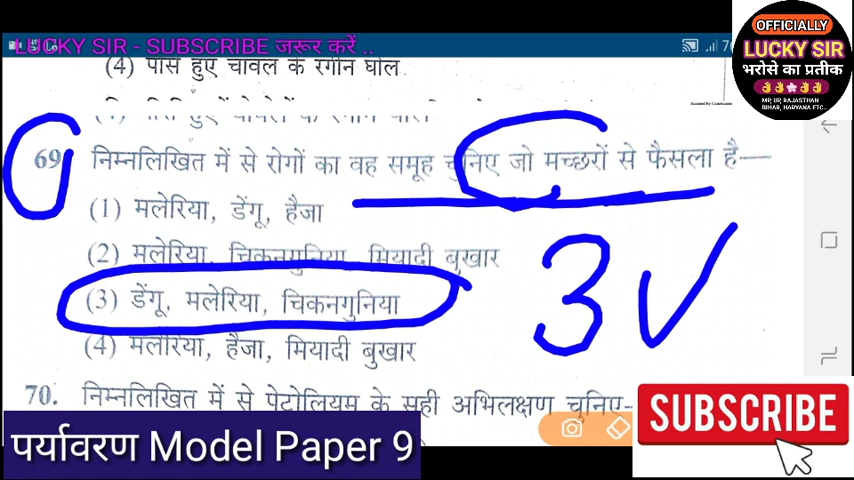 LUCKY SIR - SUBSCRIBE जरूर करें ..
(4) पास हुए चावल के रंगीन घोल.
69. निम्नलिखित में से रोगों का वह समूह चुनिए जो मच्छरों से फैसला है—
(1) मलेरिया, डेंगू, हैजा
(2) मलेरिया, चिकनगुनिया, मियादी बुखार
(3) डेंगू, मलेरिया, चिकनगुनिया
(4) मलेरिया, हैजा, मियादी बुखार
3
70. निम्नलिखित में से पेटोलियम के सही अभिलक्षण चुनिए-
पर्यावरण Model Paper 9
SUBSCRIBE
OFFICIALLY
LUCKY SIR
भरोसे का प्रतीक
MP, UP, RAJASTHAN
BIHAR, HARYANA ETC..